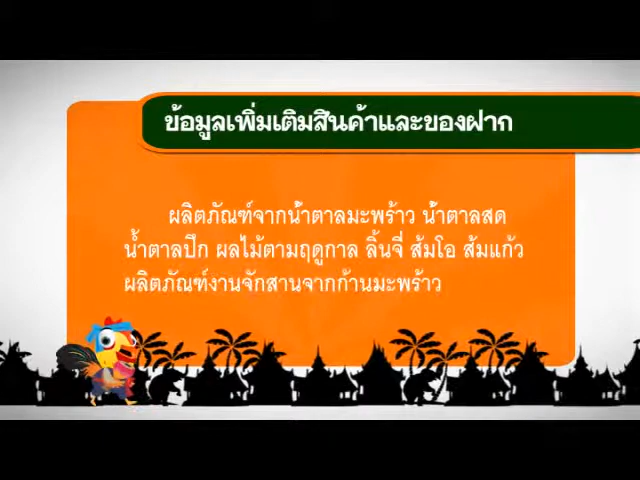 ข้อมูลเพิ่มเติมสินค้าและของฝาก
ผลิตภัณฑ์จากน้ำตาลมะพร้าว น้ำตาลสด
น้ำตาลปึก ผลไม้ตามฤดูกาล ลิ้นจี่ ส้มโอ ส้มแก้ว
ผลิตภัณฑ์งานจักสานจากก้านมะพร้าว